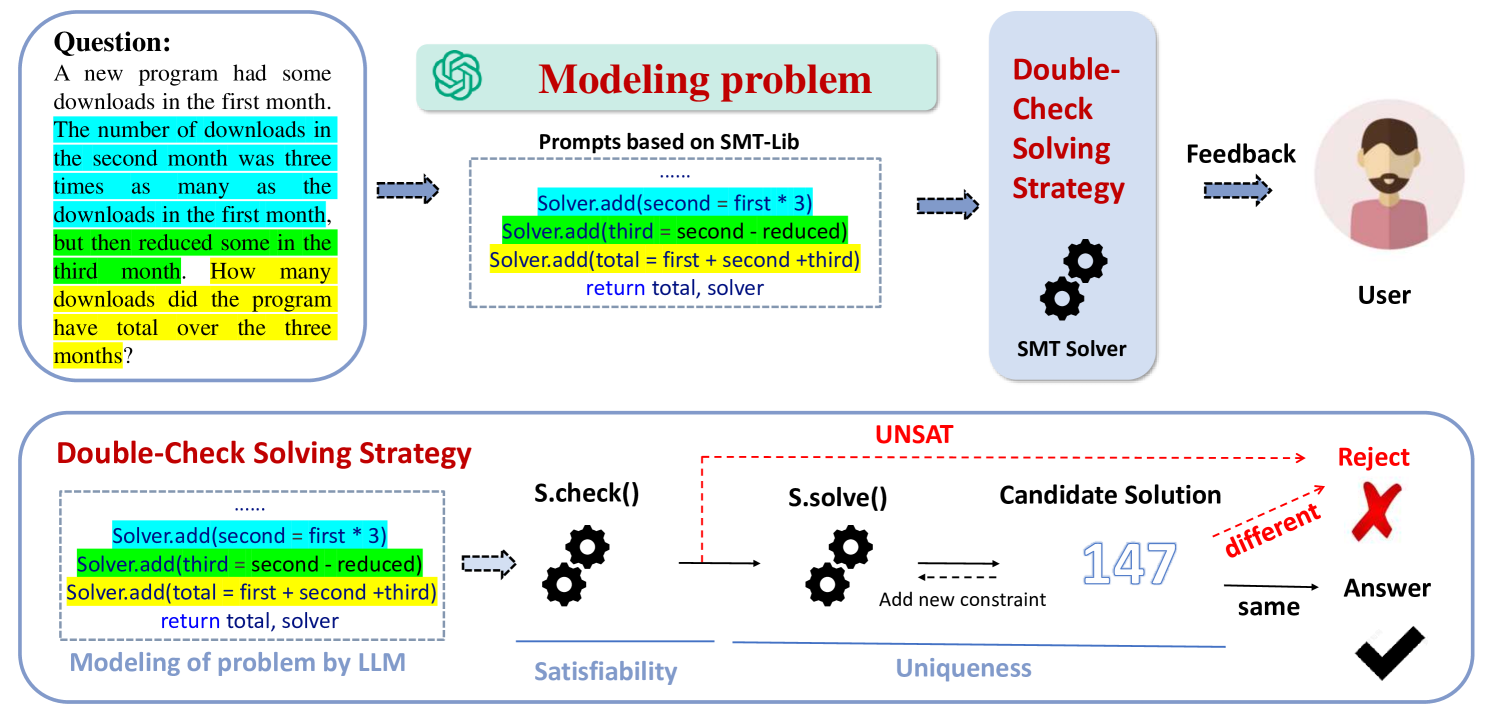 Question:
A new program had some
downloads in the first month.
The number of downloads in
the second month was three
times as many as the
downloads in the first month,
but then reduced some in the
third month. How many
downloads did the program
have total over the three
months?
Modeling problem
Prompts based on SMT-Lib
......
Solver.add(second = first * 3)
Solver.add(third = second - reduced)
Solver.add(total = first + second +third)
return total, solver
Double-
Check
Solving
Strategy
SMT Solver
Feedback
User
Double-Check Solving Strategy
......
Solver.add(second = first * 3)
Solver.add(third = second - reduced)
Solver.add(total = first + second +third)
return total, solver
Modeling of problem by LLM
S.check()
Satisfiability
UNSAT
S.solve()
Add new constraint
Candidate Solution
147
Uniqueness
different
same
Reject
Answer